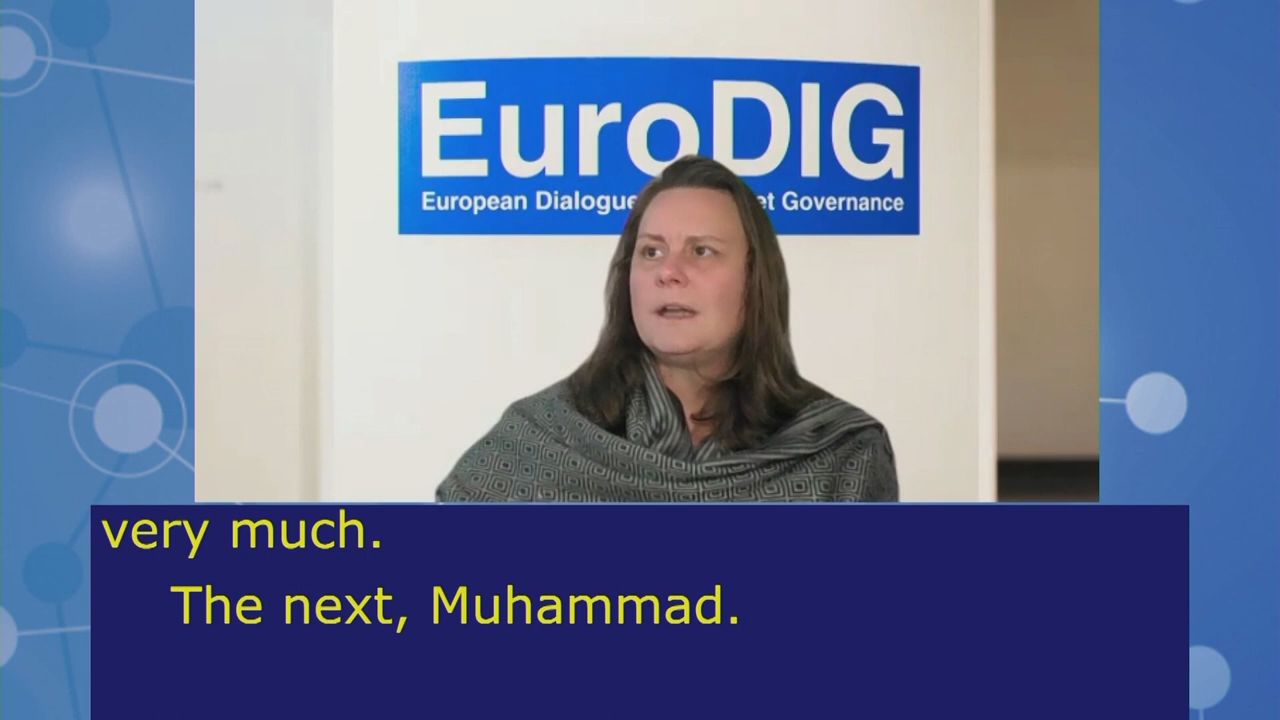 EuroDIG
European Dialogue et Governance
very much.
The next, Muhammad.